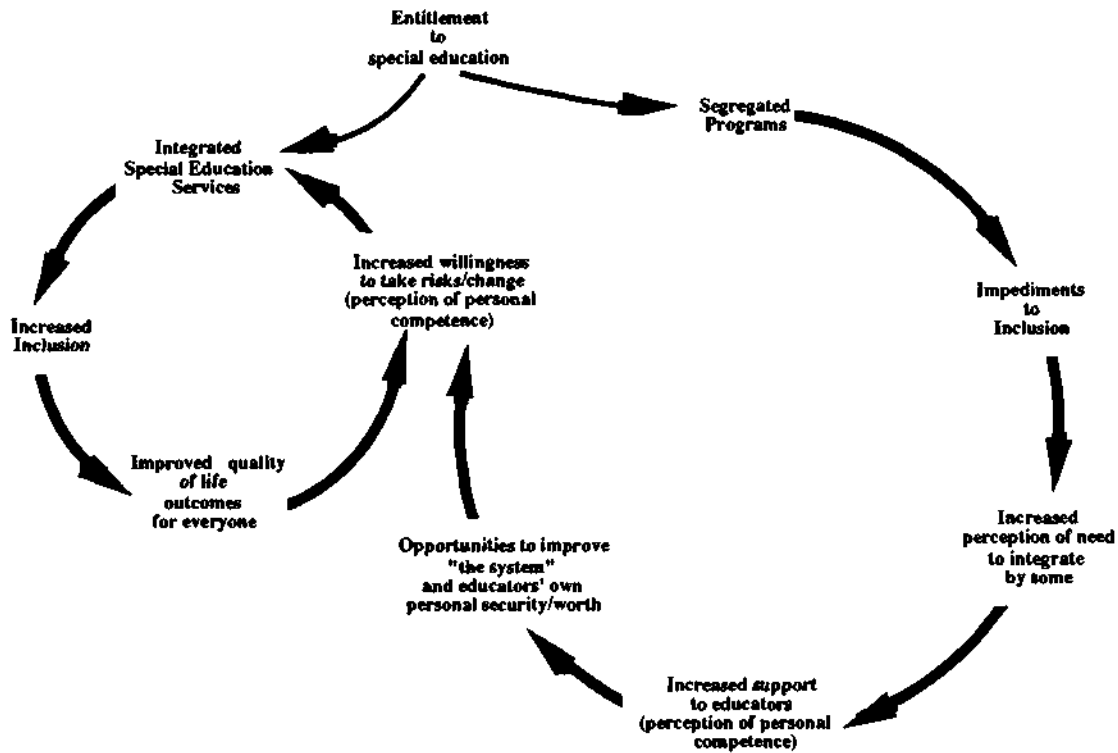 Entitlement
to
special education
Segregated
Programs
Integrated
Special Education
Services
Increased willingness
to take risks/change
(perception of personal
competence)
Impediments
to
Inclusion
Increased
Inclusion
Improved quality
of life
outcomes
for everyone
Increased
perception of need
to integrate
by some
Opportunities to improve
"the system"
and educators' own
personal security/worth
Increased support
to educators
(perception of personal
competence)